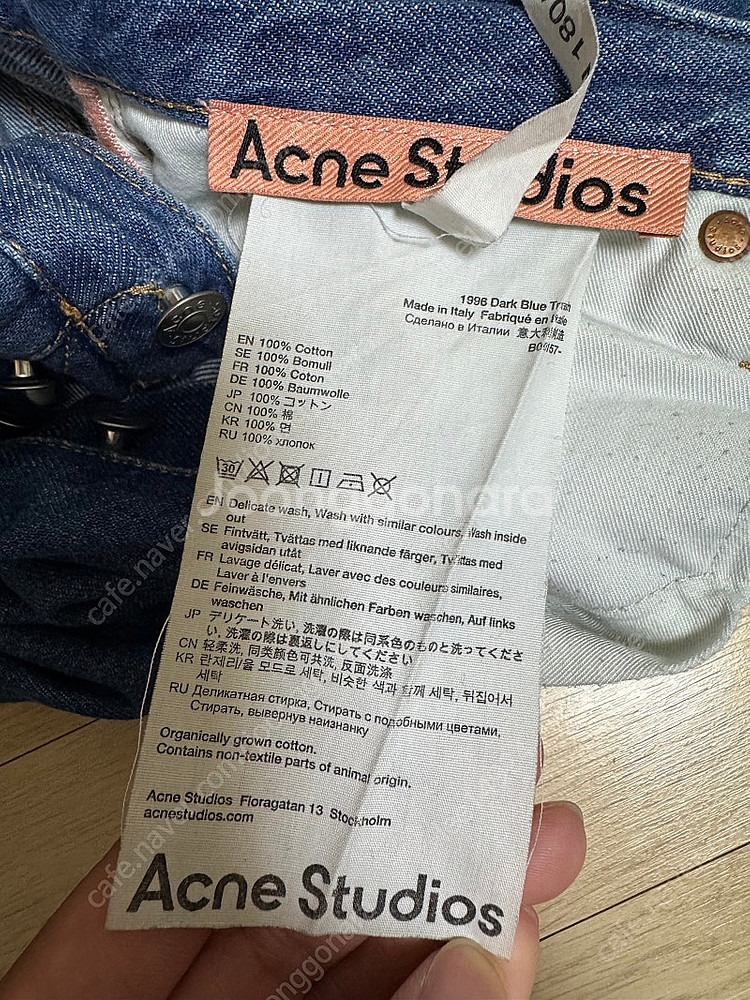 180
Acne Studios
1996 Dark Blue Trash
Made in Italy Fabriqué en Italie
Сделано в Италии 意大利制造
EN 100% Cotton
SE 100% Bomull
FR 100% Coton
DE 100% Baumwolle
JP 100% コットン
CN 100% 棉
KR 100% 면
RU 100% хлопок
30
Joonggonara
EN Delicate wash, Wash with similar colours, Wash inside
out
SE Fintvätt, Tvättas med liknande färger, Tvättas med
avigsidan utåt
FR Lavage délicat, Laver avec des couleurs similaires,
Laver à l'envers
DE Feinwäsche, Mit ähnlichen Farben waschen, Auf links
waschen
JP デリケート洗い, 洗濯の際は同系色のものと洗ってくださ
い, 洗濯の際は裏返しにしてください
CN 轻柔洗, 同类颜色可共洗, 反面洗涤
KR 란제리/울 모드로 세탁, 비슷한 색과 함께 세탁, 뒤집어서
세탁
RU Деликатная стирка, Стирать с подобными цветами,
Стирать, вывернув наизнанку
Organically grown cotton.
Contains non-textile parts of animal origin.
Acne Studios Floragatan 13 Stockholm
acnestudios.com
Acne Studios